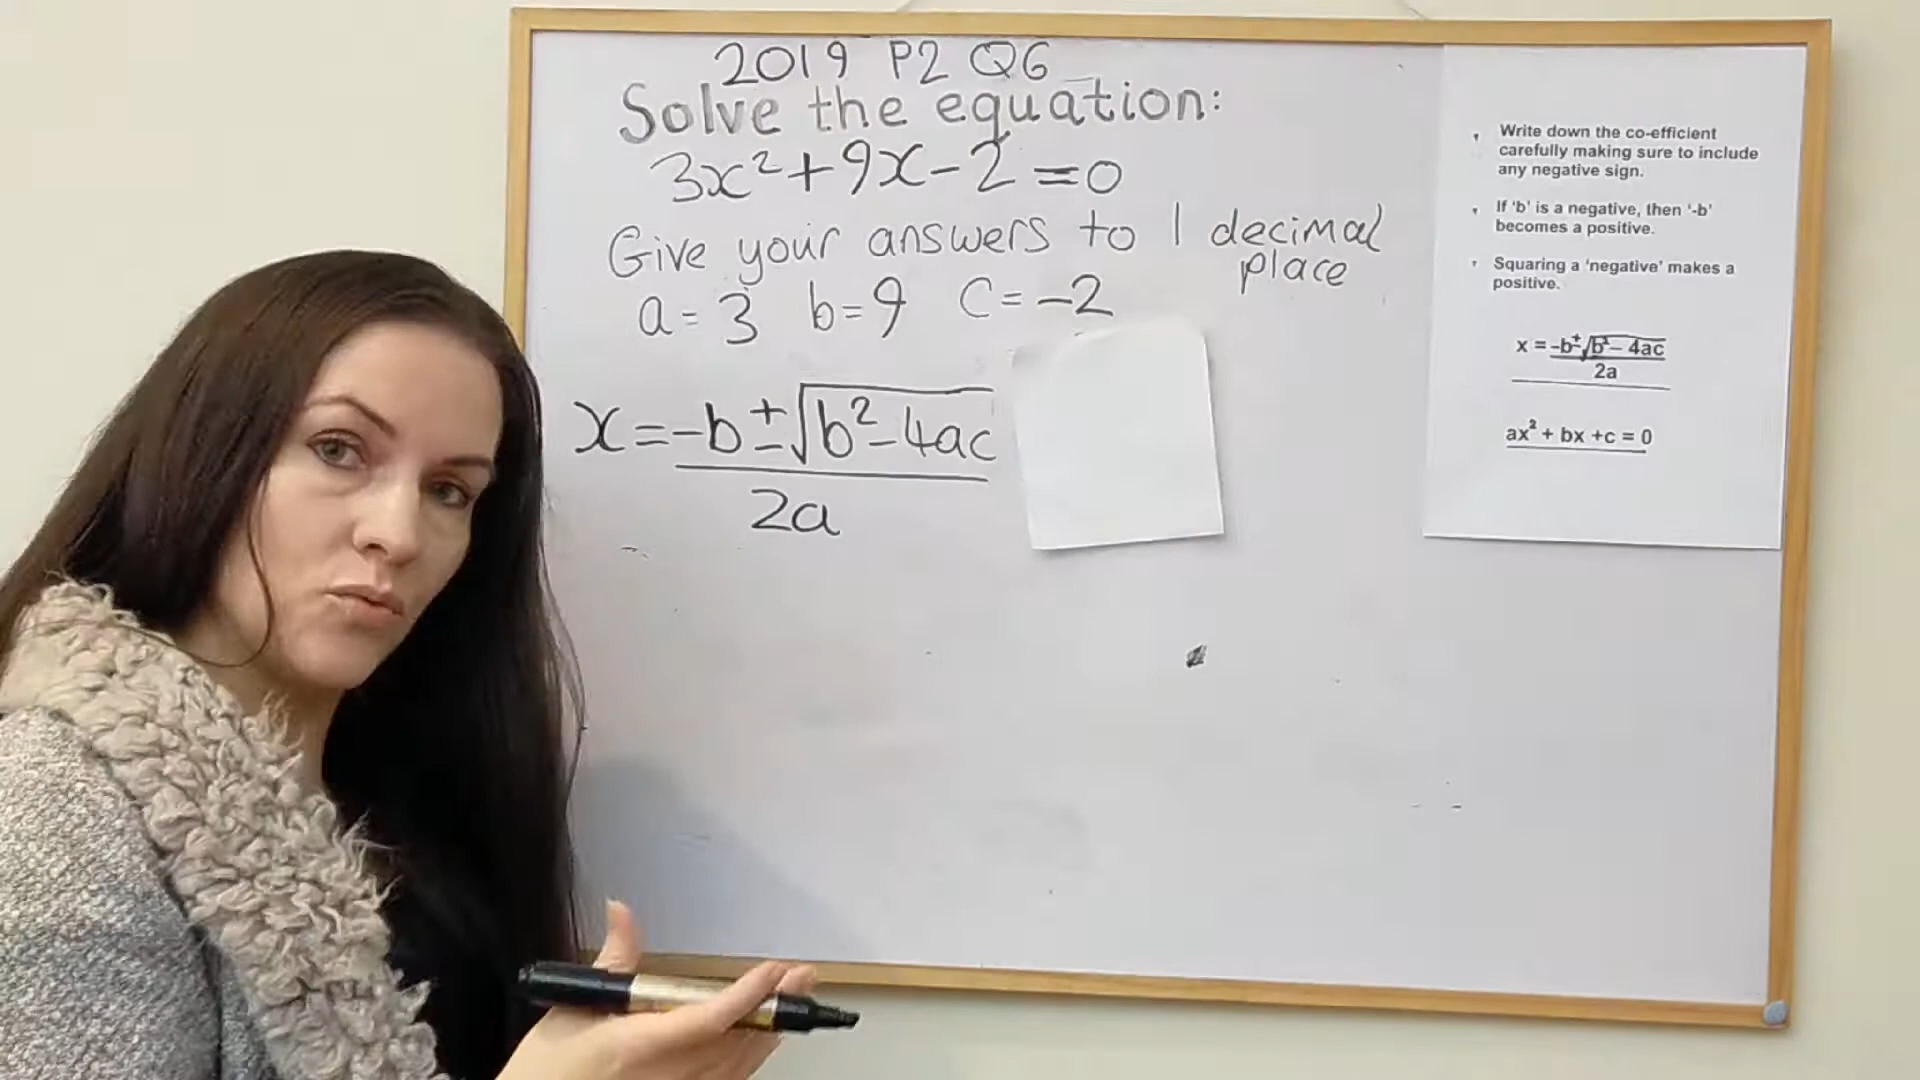 2019 P2 Q6
Solve the equation:
3x²+9x-2=0
Give your answers to 1 decimal
place
a=3 b=9 c=-2
x=-b±√b²-4ac
2a
Write down the co-efficient
carefully making sure to include
any negative sign.
If 'b' is a negative, then '-b'
becomes a positive.
Squaring a 'negative' makes a
positive.
x = -b±√b² - 4ac
2a
ax² + bx +c = 0